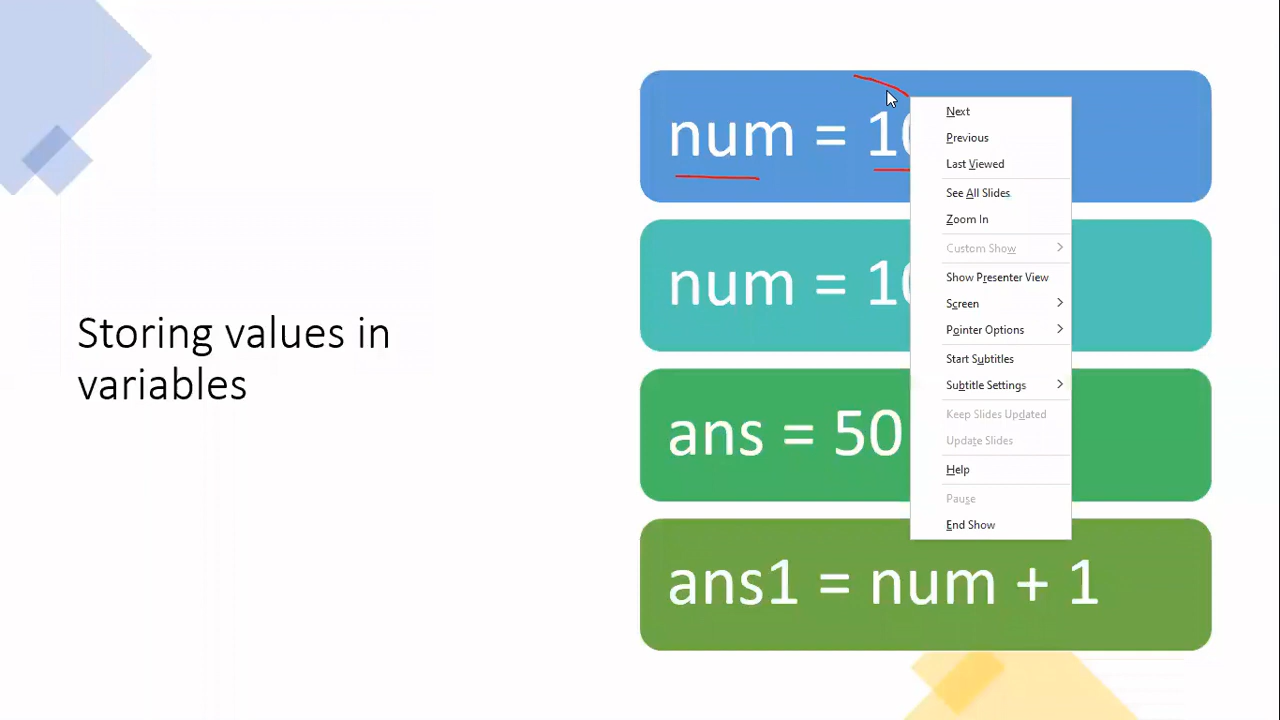 Storing values in
variables
num =
num =
ans = 50
ans1 = num + 1
Next
Previous
Last Viewed
See All Slides
Zoom In
Custom Show
Show Presenter View
Screen
Pointer Options
Start Subtitles
Subtitle Settings
Keep Slides Updated
Update Slides
Help
Pause
End Show